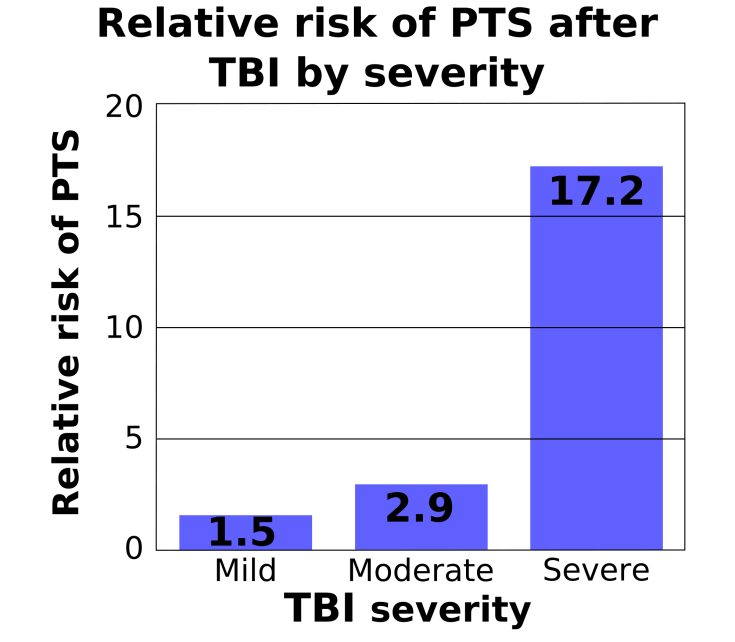 Relative risk of PTS after
TBI by severity
Relative risk of PTS
20
15
10
5
0
1.5
2.9
17.2
Mild
Moderate
Severe
TBI severity